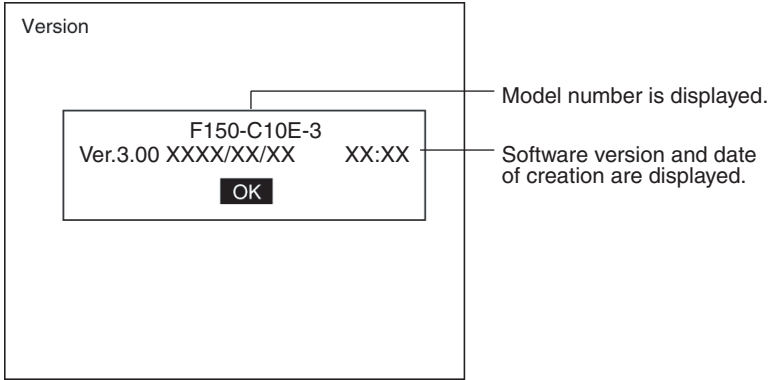 Version
F150-C10E-3
Ver.3.00 XXXX/XX/XX XX:XX
OK
Model number is displayed.
Software version and date
of creation are displayed.